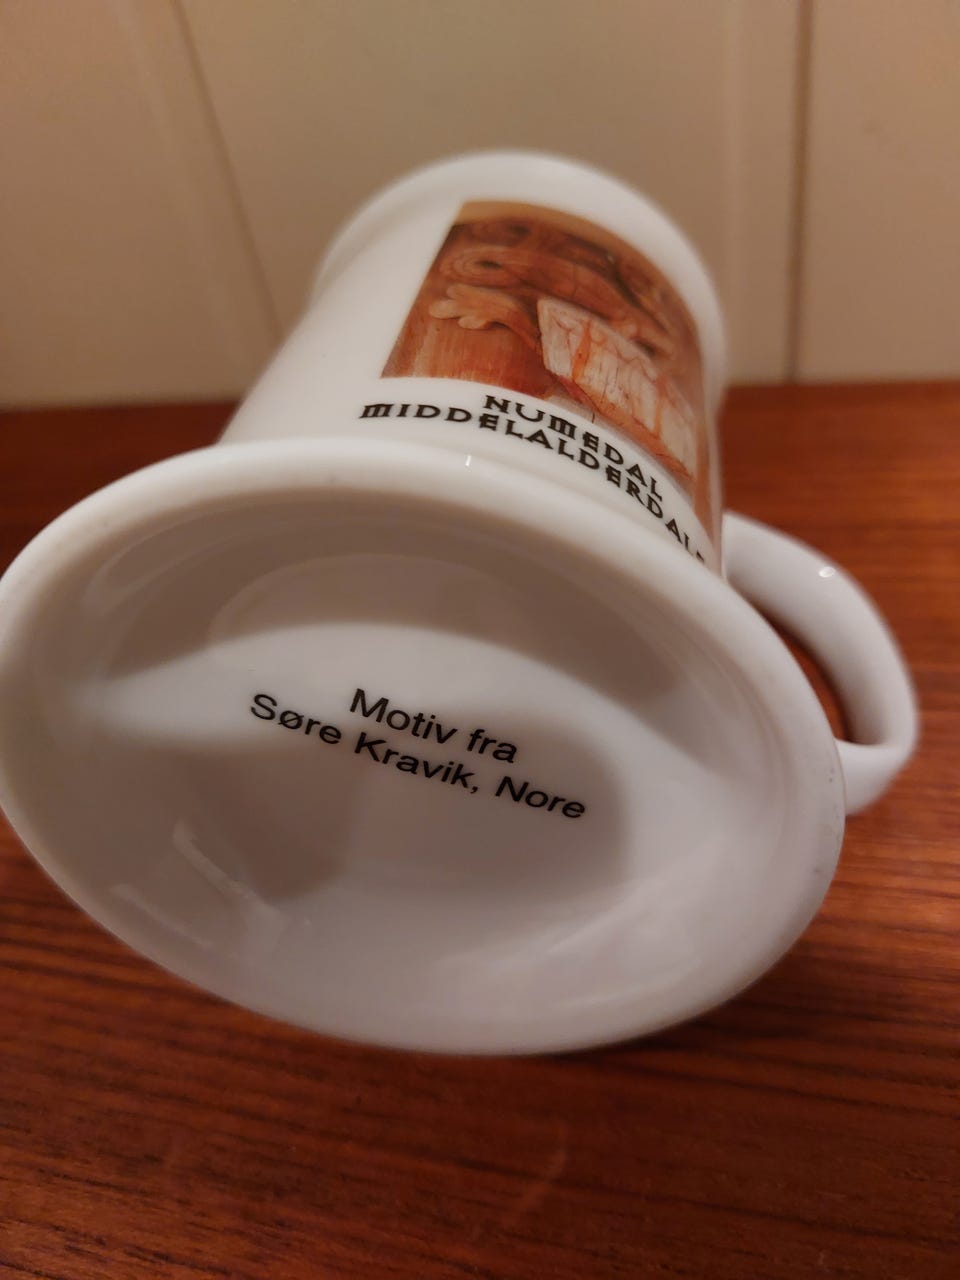 NUMEDAL
MIDDELALDERDAL
Motiv fra
Søre Kravik, Nore